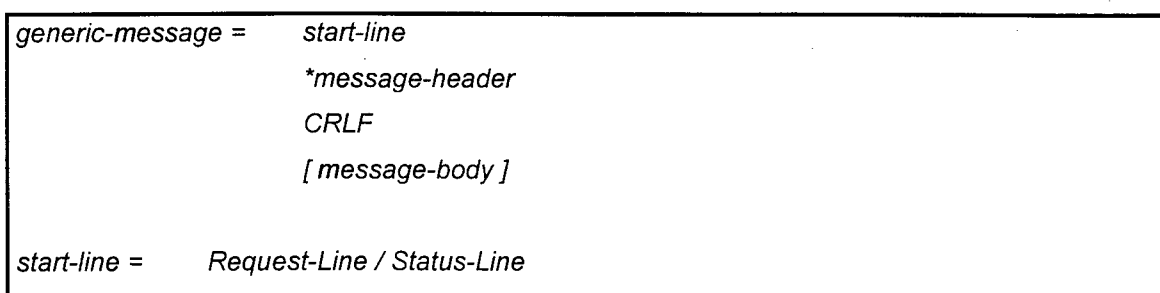 generic-message = start-line
*message-header
CRLF
[ message-body ]
start-line = Request-Line / Status-Line